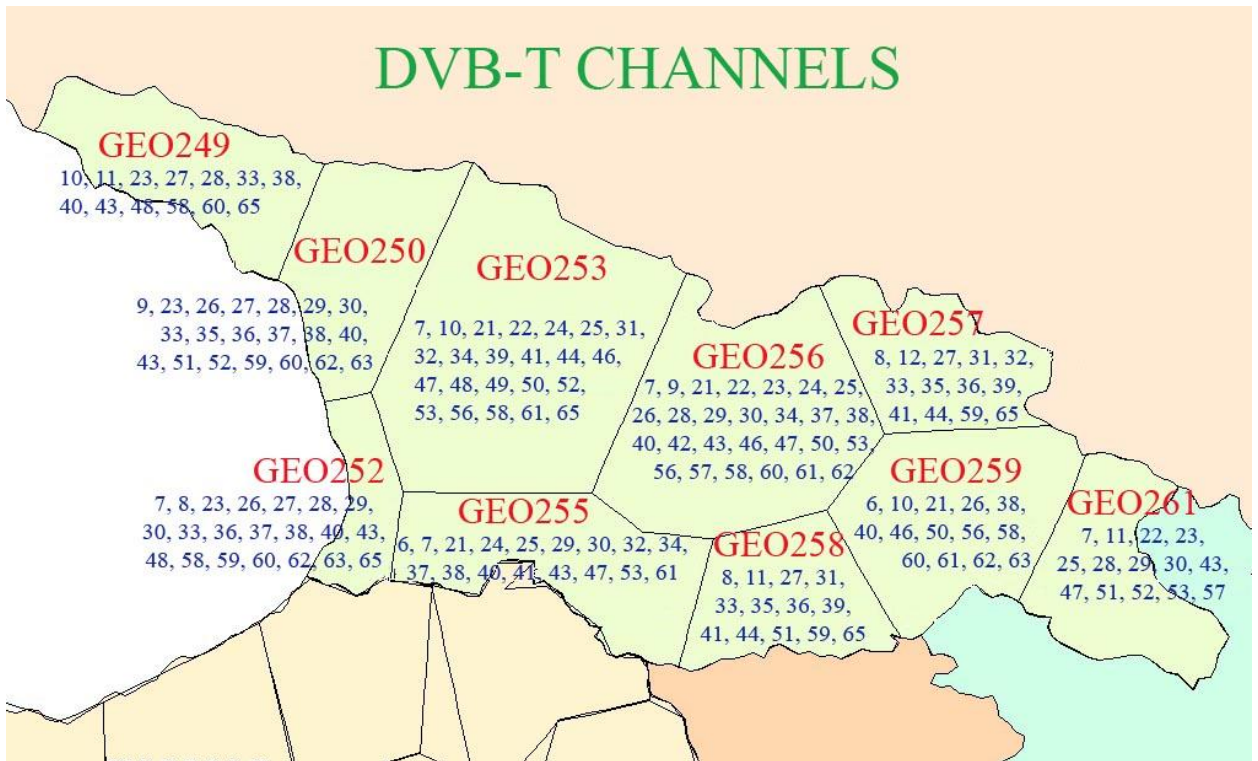 DVB-T CHANNELS
GEO249
10, 11, 23, 27, 28, 33, 38,
40, 43, 48, 58, 60, 65
GEO250
9, 23, 26, 27, 28, 29, 30,
33, 35, 36, 37, 38, 40,
43, 51, 52, 59, 60, 62, 63
GEO253
7, 10, 21, 22, 24, 25, 31,
32, 34, 39, 41, 44, 46,
47, 48, 49, 50, 52,
53, 56, 58, 61, 65
GEO256
7, 9, 21, 22, 23, 24, 25,
26, 28, 29, 30, 34, 37, 38,
40, 42, 43, 46, 47, 50, 53,
56, 57, 58, 60, 61, 62
GEO257
8, 12, 27, 31, 32,
33, 35, 36, 39,
41, 44, 59, 65
GEO252
7, 8, 23, 26, 27, 28, 29,
30, 33, 36, 37, 38, 40, 43,
48, 58, 59, 60, 62, 63, 65
GEO255
6, 7, 21, 24, 25, 29, 30, 32, 34,
37, 38, 40, 41, 43, 47, 53, 61
GEO258
8, 11, 27, 31,
33, 35, 36, 39,
41, 44, 51, 59, 65
GEO259
6, 10, 21, 26, 38,
40, 46, 50, 56, 58,
60, 61, 62, 63
GEO261
7, 11, 22, 23,
25, 28, 29, 30, 43,
47, 51, 52, 53, 57